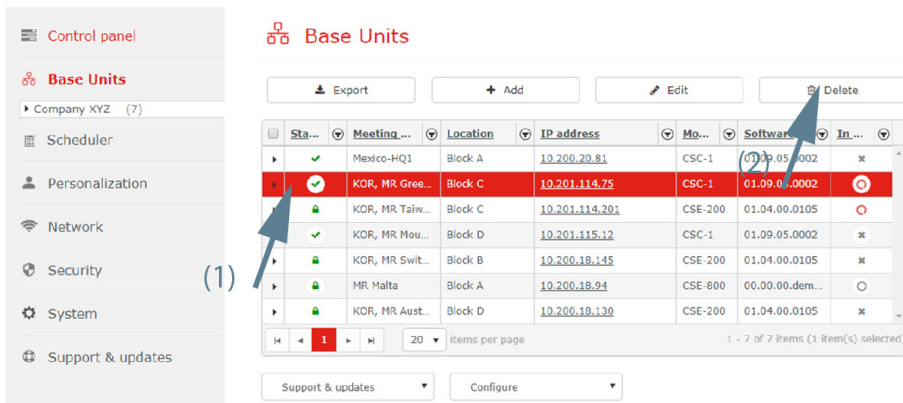 Control panel
Base Units
Company XYZ (7)
Scheduler
Personalization
Network
Security
System
Support & updates
Base Units
Export
Add
Edit
Delete
Sta... Meeting ... Location IP address Mo... Software In ...
Mexico-HQ1 Block A 10.200.20.81 CSC-1 01.09.05.0002
KOR, MR Gree... Block C 10.201.114.75 CSC-1 0002
KOR, MR Taiw... Block C 10.201.114.201 CSE-200 01.04.00.0105
KOR, MR Mou... Block D 10.201.115.12 CSC-1 01.09.05.0002
KOR, MR Swit... Block B 10.200.18.145 CSE-200 01.04.00.0105
MR Malta Block A 10.200.18.94 CSE-800 00.00.00.dem...
KOR, MR Aust... Block D 10.200.18.130 CSE-200 01.04.00.0105
1 20 items per page 1 - 7 of 7 items (1 item(s) selected)
Support & updates
Configure
(1)
(2)